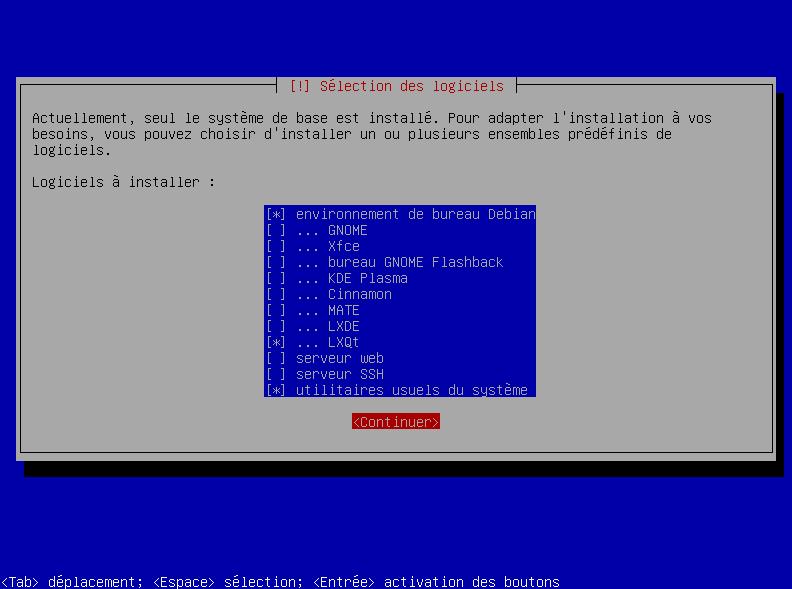 [!] Sélection des logiciels
Actuellement, seul le système de base est installé. Pour adapter l'installation à vos
besoins, vous pouvez choisir d'installer un ou plusieurs ensembles prédéfinis de
logiciels.
Logiciels à installer :
[*] environnement de bureau Debian
[ ] ... GNOME
[ ] ... Xfce
[ ] ... bureau GNOME Flashback
[ ] ... KDE Plasma
[ ] ... Cinnamon
[ ] ... MATE
[ ] ... LXDE
[*] ... LXQt
[ ] serveur web
[ ] serveur SSH
[*] utilitaires usuels du système
<Continuer>
<Tab> déplacement; <Espace> sélection; <Entrée> activation des boutons